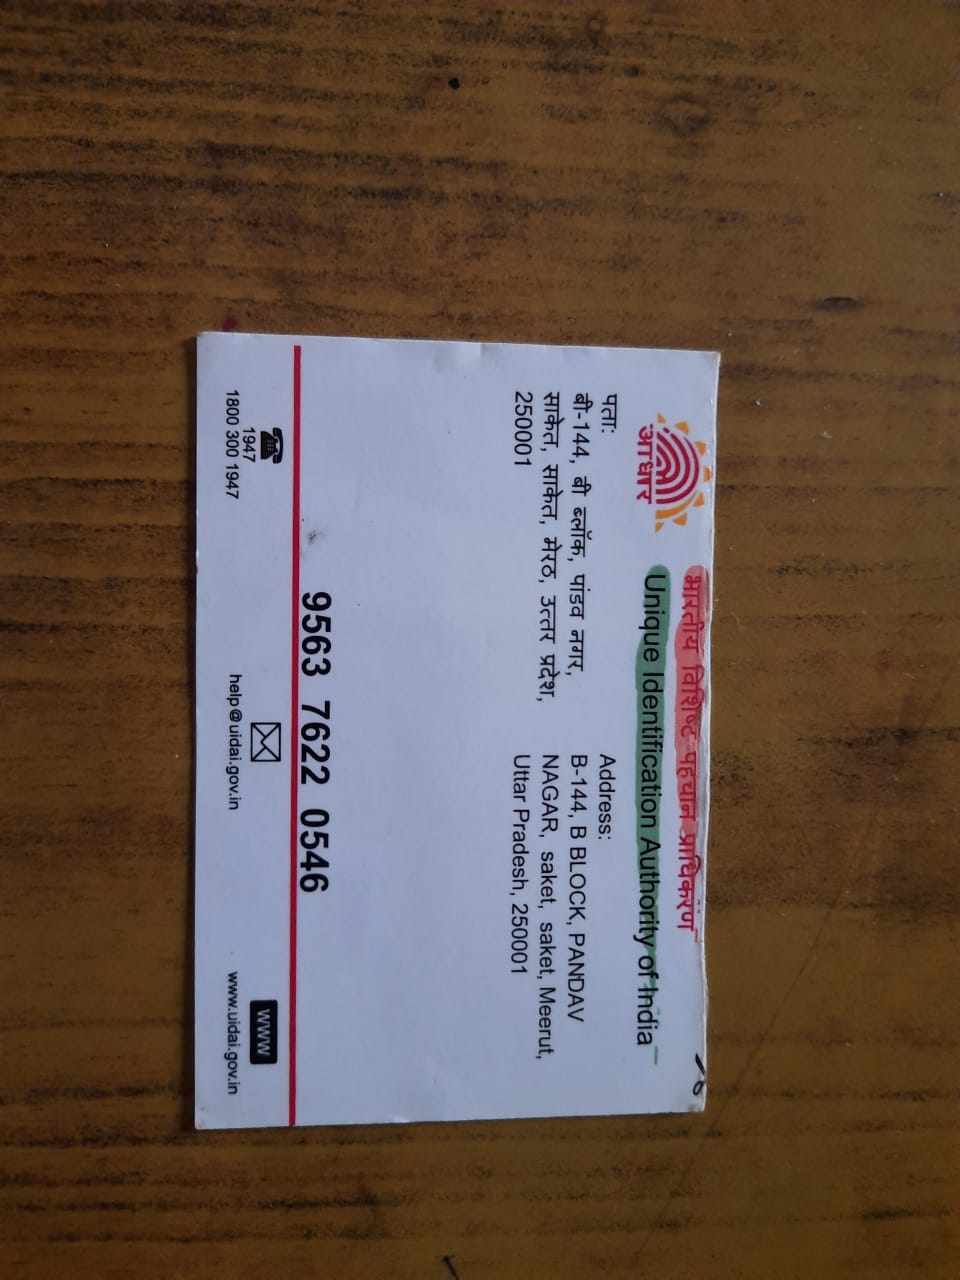 भारतीय विशिष्ट पहचान प्राधिकरण
Unique Identification Authority of India
आधार
पता:
बी-144, बी ब्लॉक, पांडव नगर,
साकेत, साकेत, मेरठ, उत्तर प्रदेश,
250001
Address:
B-144, B BLOCK, PANDAV
NAGAR, saket, saket, Meerut,
Uttar Pradesh, 250001
9563 7622 0546
1947
1800 300 1947
help@uidai.gov.in
www
www.uidai.gov.in